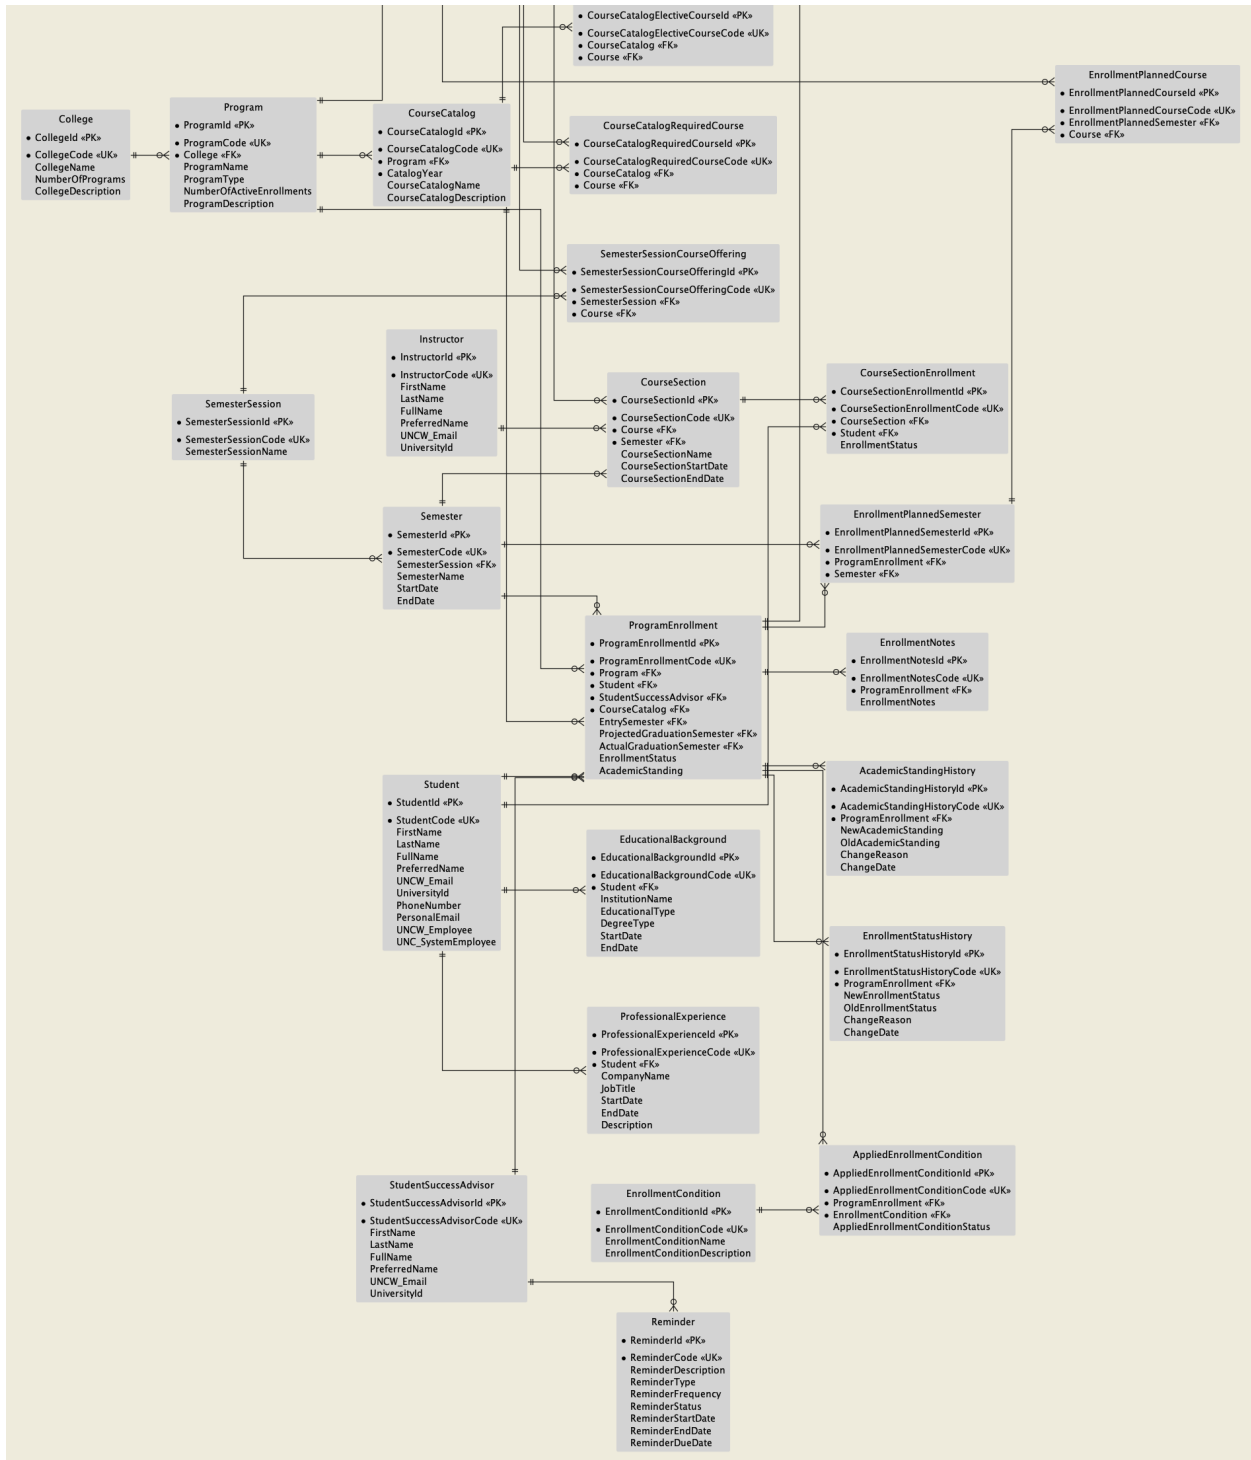 • CourseCatalogElectiveCourseId «PK»
• CourseCatalogElectiveCourseCode «UK»
• CourseCatalog «FK»
• Course «FK»
EnrollmentPlannedCourse
• EnrollmentPlannedCourseId «PK»
• EnrollmentPlannedCourseCode «UK»
• EnrollmentPlannedSemester «FK»
• Course «FK»
College
• CollegeId «PK»
• CollegeCode «UK»
CollegeName
NumberOfPrograms
CollegeDescription
Program
• ProgramId «PK»
• ProgramCode «UK»
• College «FK»
ProgramName
ProgramType
NumberOfActiveEnrollments
ProgramDescription
CourseCatalog
• CourseCatalogId «PK»
• CourseCatalogCode «UK»
• Program «FK»
• CatalogYear
CourseCatalogName
CourseCatalogDescription
CourseCatalogRequiredCourse
• CourseCatalogRequiredCourseId «PK»
• CourseCatalogRequiredCourseCode «UK»
• CourseCatalog «FK»
• Course «FK»
SemesterSessionCourseOffering
• SemesterSessionCourseOfferingId «PK»
• SemesterSessionCourseOfferingCode «UK»
• SemesterSession «FK»
• Course «FK»
Instructor
• InstructorId «PK»
• InstructorCode «UK»
FirstName
LastName
FullName
PreferredName
UNCW_Email
UniversityId
CourseSection
• CourseSectionId «PK»
• CourseSectionCode «UK»
• Course «FK»
• Semester «FK»
CourseSectionName
CourseSectionStartDate
CourseSectionEndDate
CourseSectionEnrollment
• CourseSectionEnrollmentId «PK»
• CourseSectionEnrollmentCode «UK»
• CourseSection «FK»
• Student «FK»
EnrollmentStatus
SemesterSession
• SemesterSessionId «PK»
• SemesterSessionCode «UK»
SemesterSessionName
Semester
• SemesterId «PK»
• SemesterCode «UK»
SemesterSession «FK»
SemesterName
StartDate
EndDate
EnrollmentPlannedSemester
• EnrollmentPlannedSemesterId «PK»
• EnrollmentPlannedSemesterCode «UK»
• ProgramEnrollment «FK»
• Semester «FK»
ProgramEnrollment
• ProgramEnrollmentId «PK»
• ProgramEnrollmentCode «UK»
• Program «FK»
• Student «FK»
• StudentSuccessAdvisor «FK»
• CourseCatalog «FK»
EntrySemester «FK»
ProjectedGraduationSemester «FK»
ActualGraduationSemester «FK»
EnrollmentStatus
AcademicStanding
EnrollmentNotes
• EnrollmentNotesId «PK»
• EnrollmentNotesCode «UK»
• ProgramEnrollment «FK»
EnrollmentNotes
AcademicStandingHistory
• AcademicStandingHistoryId «PK»
• AcademicStandingHistoryCode «UK»
• ProgramEnrollment «FK»
NewAcademicStanding
OldAcademicStanding
ChangeReason
ChangeDate
Student
• StudentId «PK»
• StudentCode «UK»
FirstName
LastName
FullName
PreferredName
UNCW_Email
UniversityId
PhoneNumber
PersonalEmail
UNCW_Employee
UNC_SystemEmployee
EducationalBackground
• EducationalBackgroundId «PK»
• EducationalBackgroundCode «UK»
• Student «FK»
InstitutionName
EducationalType
DegreeType
StartDate
EndDate
EnrollmentStatusHistory
• EnrollmentStatusHistoryId «PK»
• EnrollmentStatusHistoryCode «UK»
• ProgramEnrollment «FK»
NewEnrollmentStatus
OldEnrollmentStatus
ChangeReason
ChangeDate
ProfessionalExperience
• ProfessionalExperienceId «PK»
• ProfessionalExperienceCode «UK»
• Student «FK»
CompanyName
JobTitle
StartDate
EndDate
Description
AppliedEnrollmentCondition
• AppliedEnrollmentConditionId «PK»
• AppliedEnrollmentConditionCode «UK»
• ProgramEnrollment «FK»
• EnrollmentCondition «FK»
AppliedEnrollmentConditionStatus
StudentSuccessAdvisor
• StudentSuccessAdvisorId «PK»
• StudentSuccessAdvisorCode «UK»
FirstName
LastName
FullName
PreferredName
UNCW_Email
UniversityId
EnrollmentCondition
• EnrollmentConditionId «PK»
• EnrollmentConditionCode «UK»
EnrollmentConditionName
EnrollmentConditionDescription
Reminder
• ReminderId «PK»
• ReminderCode «UK»
ReminderDescription
ReminderType
ReminderFrequency
ReminderStatus
ReminderStartDate
ReminderEndDate
ReminderDueDate